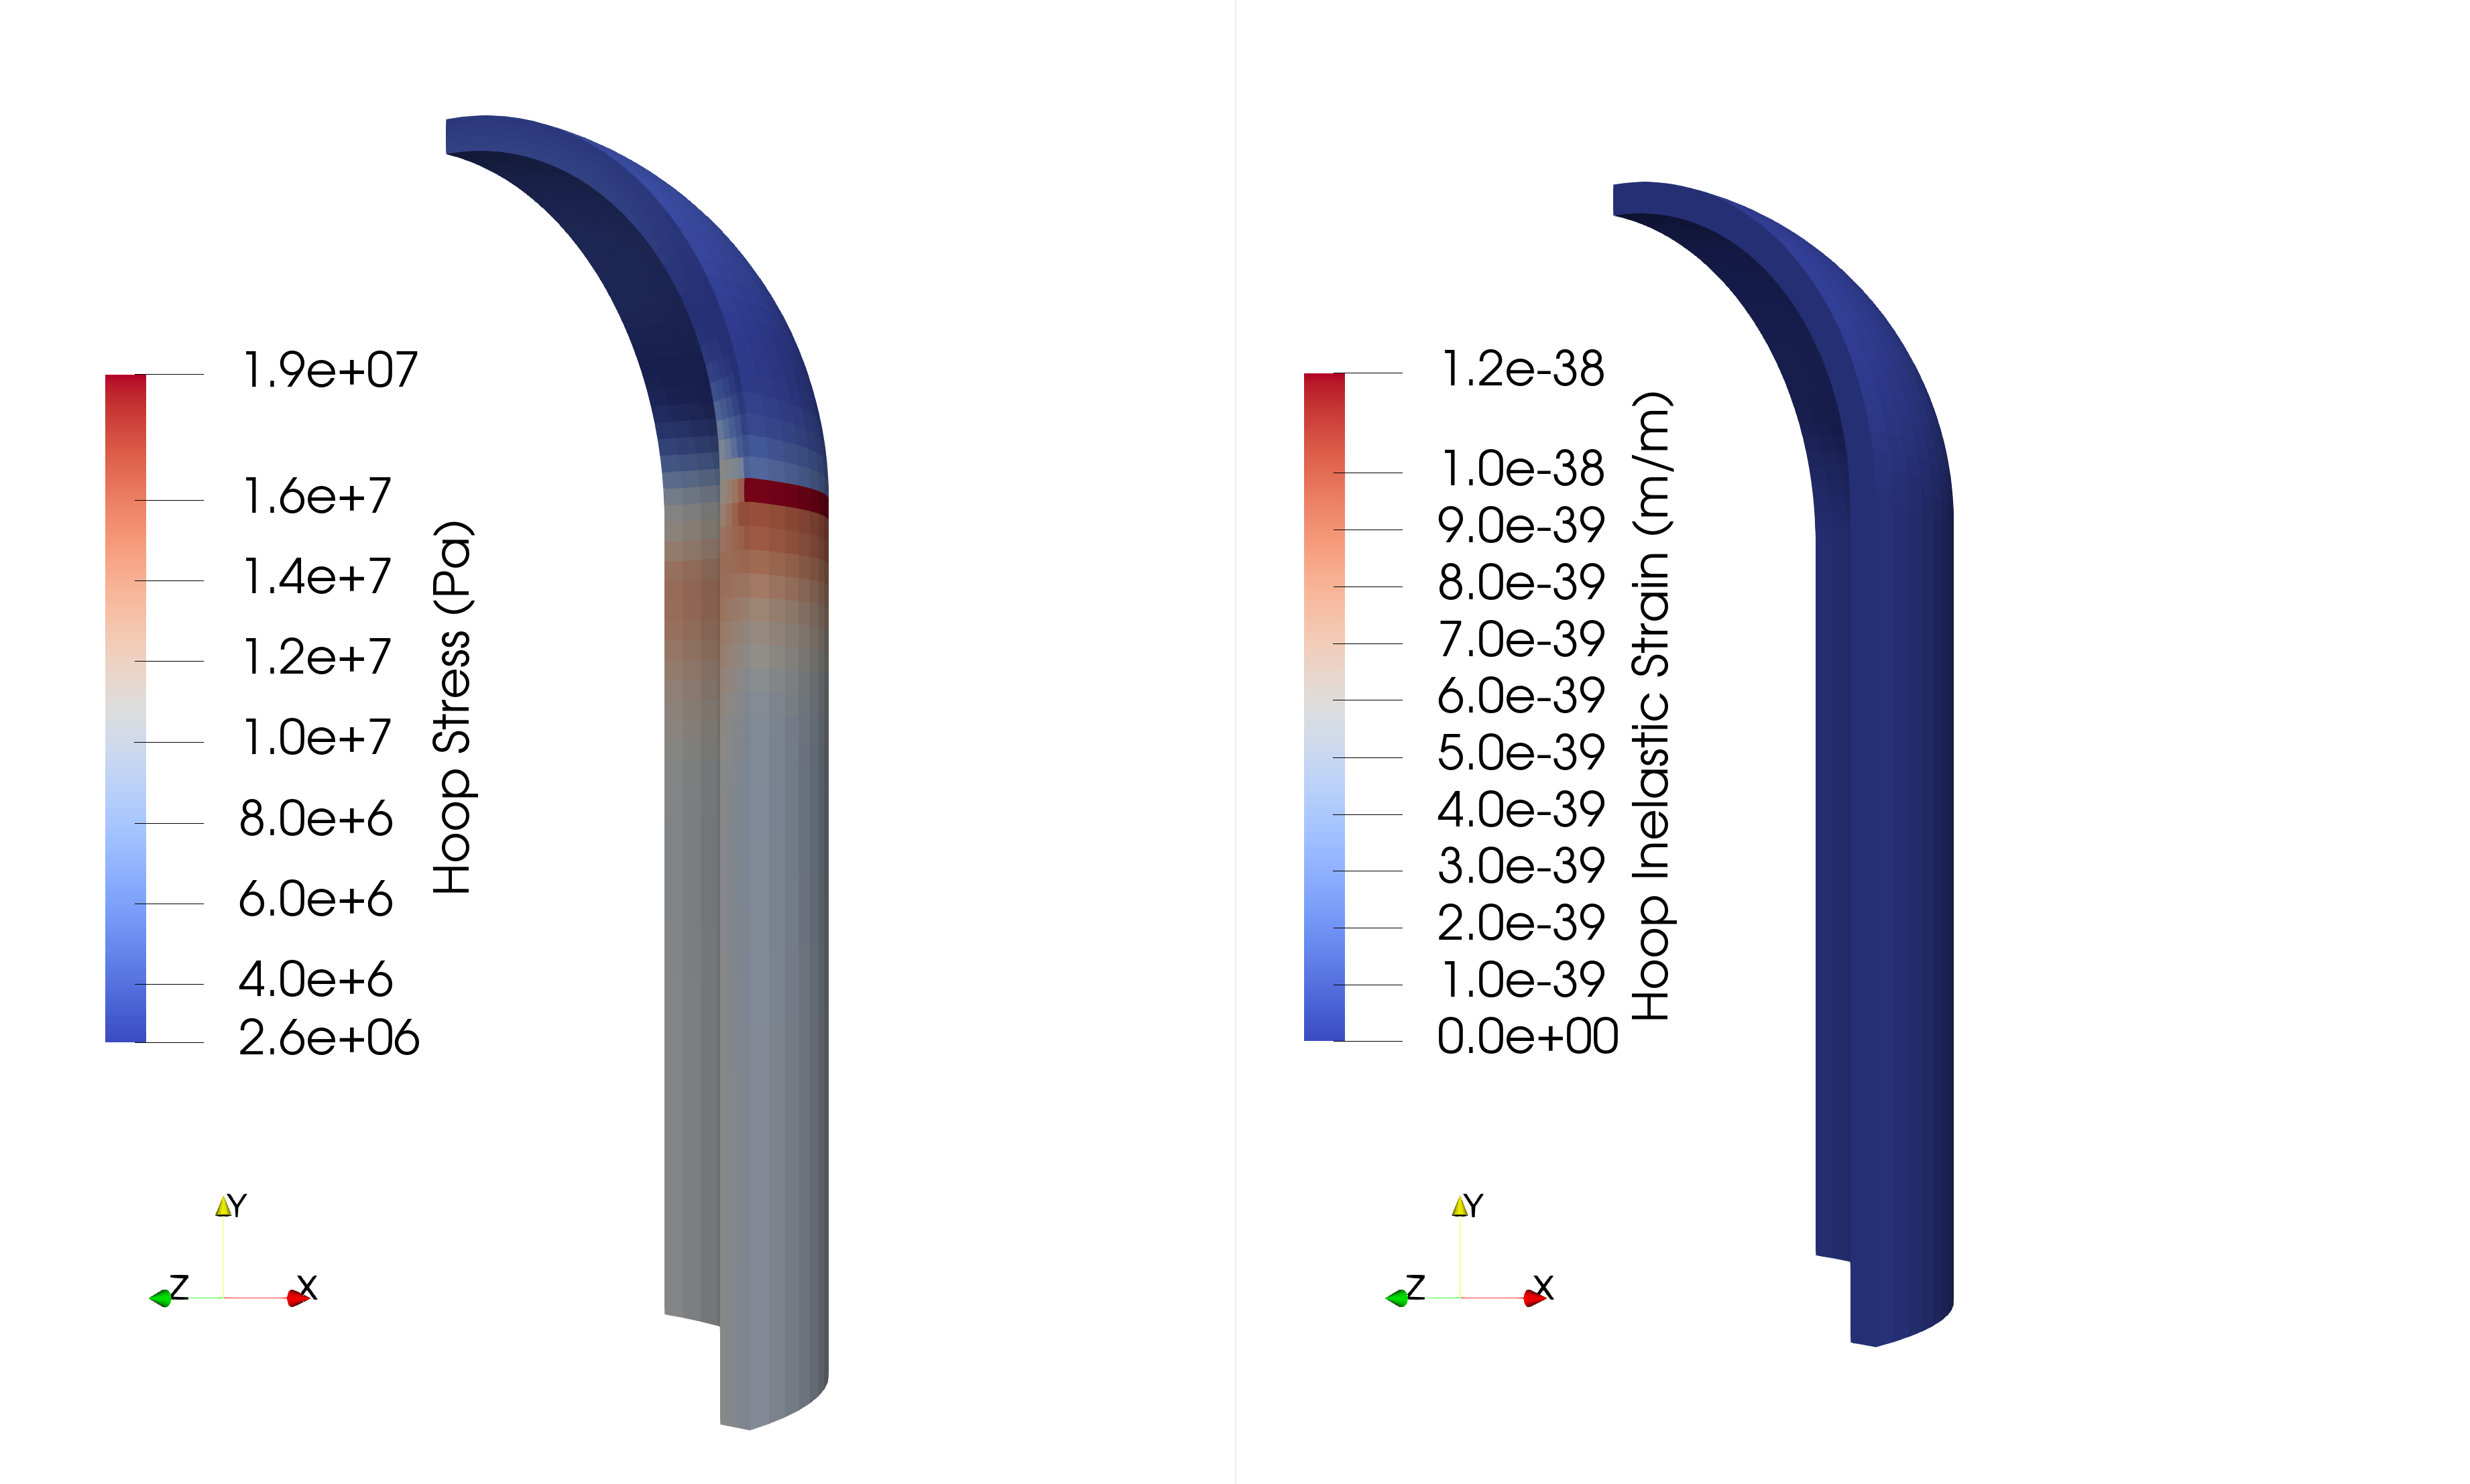 1.9e+07
1.6e+7
1.4e+7
1.2e+7
1.0e+7
8.0e+6
6.0e+6
4.0e+6
2.6e+06
Hoop Stress (Pa)
Y
Z
X
1.2e-38
1.0e-38
9.0e-39
8.0e-39
7.0e-39
6.0e-39
5.0e-39
4.0e-39
3.0e-39
2.0e-39
1.0e-39
0.0e+00
Hoop Inelastic Strain (m/m)
Y
Z
X